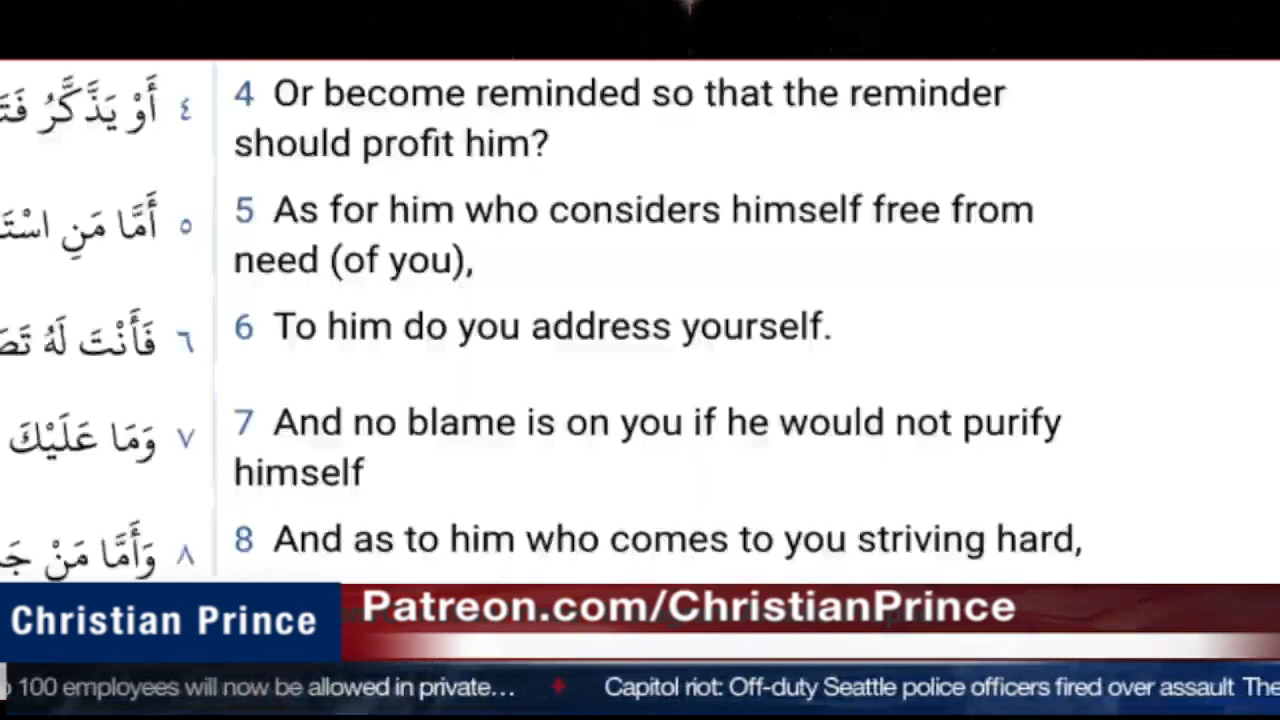 4 Or become reminded so that the reminder
should profit him?
أَوْ يَذَّكَّرُ ٤
5 As for him who considers himself free from
need (of you),
أَمَّا مَنِ ٥
6 To him do you address yourself.
فَأَنْتَ لَهُ ٦
7 And no blame is on you if he would not purify
himself
وَمَا عَلَيْكَ ٧
8 And as to him who comes to you striving hard,
وَأَمَّا مَنْ ٨
Christian Prince
Patreon.com/ChristianPrince
100 employees will now be allowed in private... Capitol riot: Off-duty Seattle police officers fired over assault The